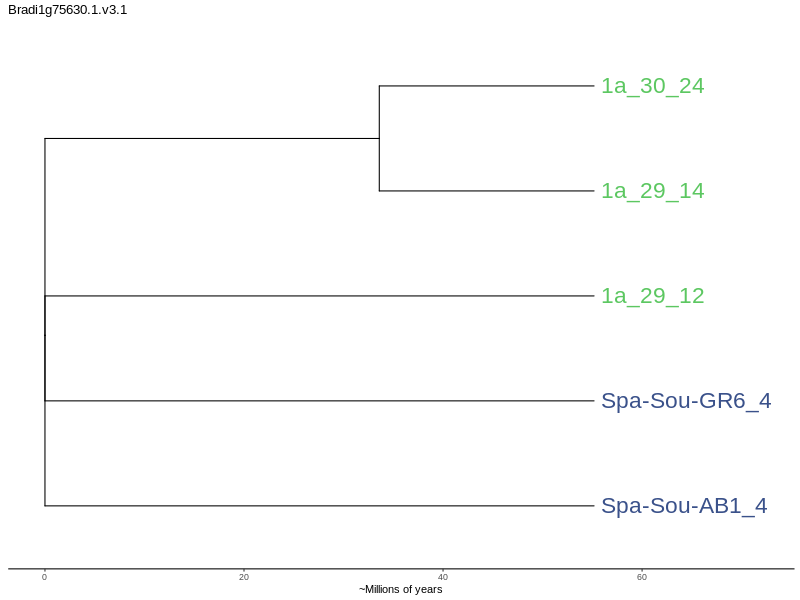 Bradi1g75630.1.v3.1
1a_30_24
1a_29_14
1a_29_12
Spa-Sou-GR6_4
Spa-Sou-AB1_4
0 20 40 60
~Millions of years